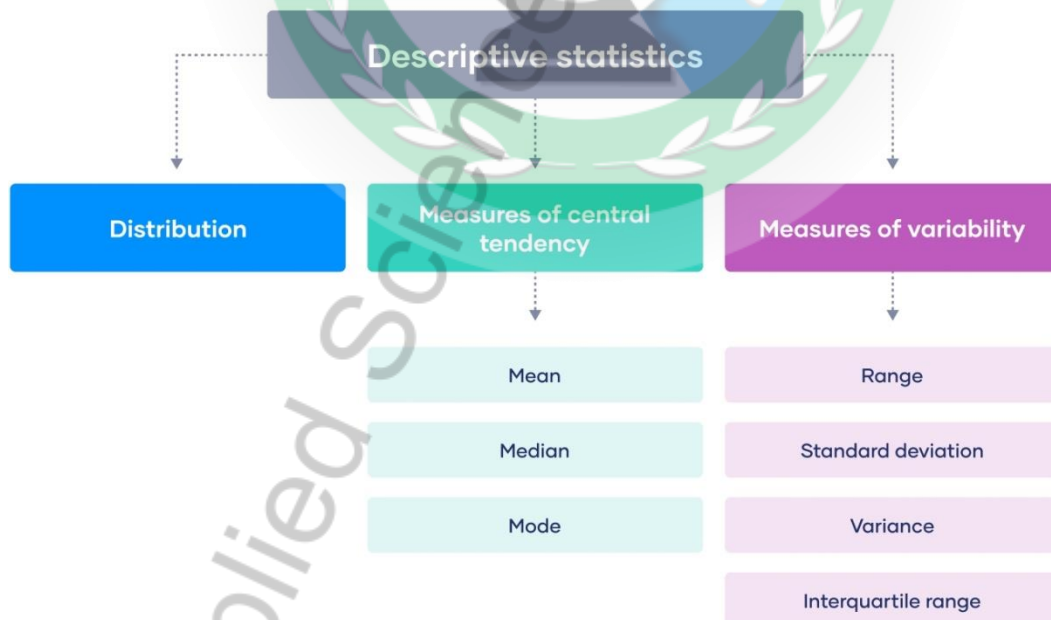 Descriptive statistics
Distribution
Measures of central
tendency
Measures of variability
Mean
Range
Median
Standard deviation
Mode
Variance
Interquartile range
Science